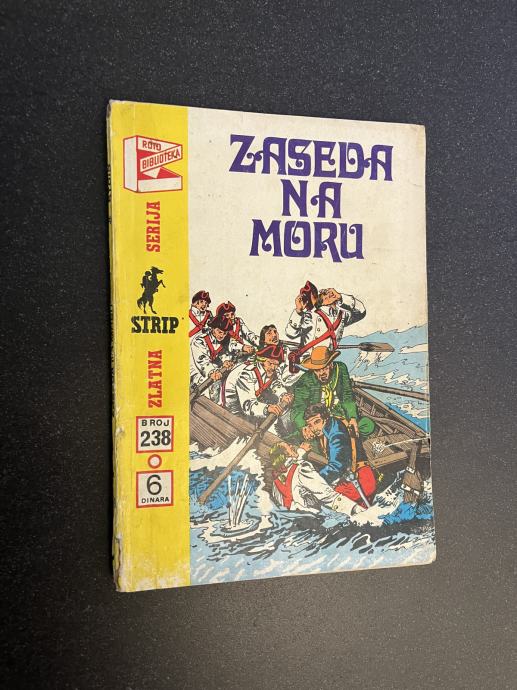 ROTO
BIBLIOTEKA
ZLATNA STRIP SERIJA
BROJ
238
6
DINARA
ZASEDA
NA
MORU